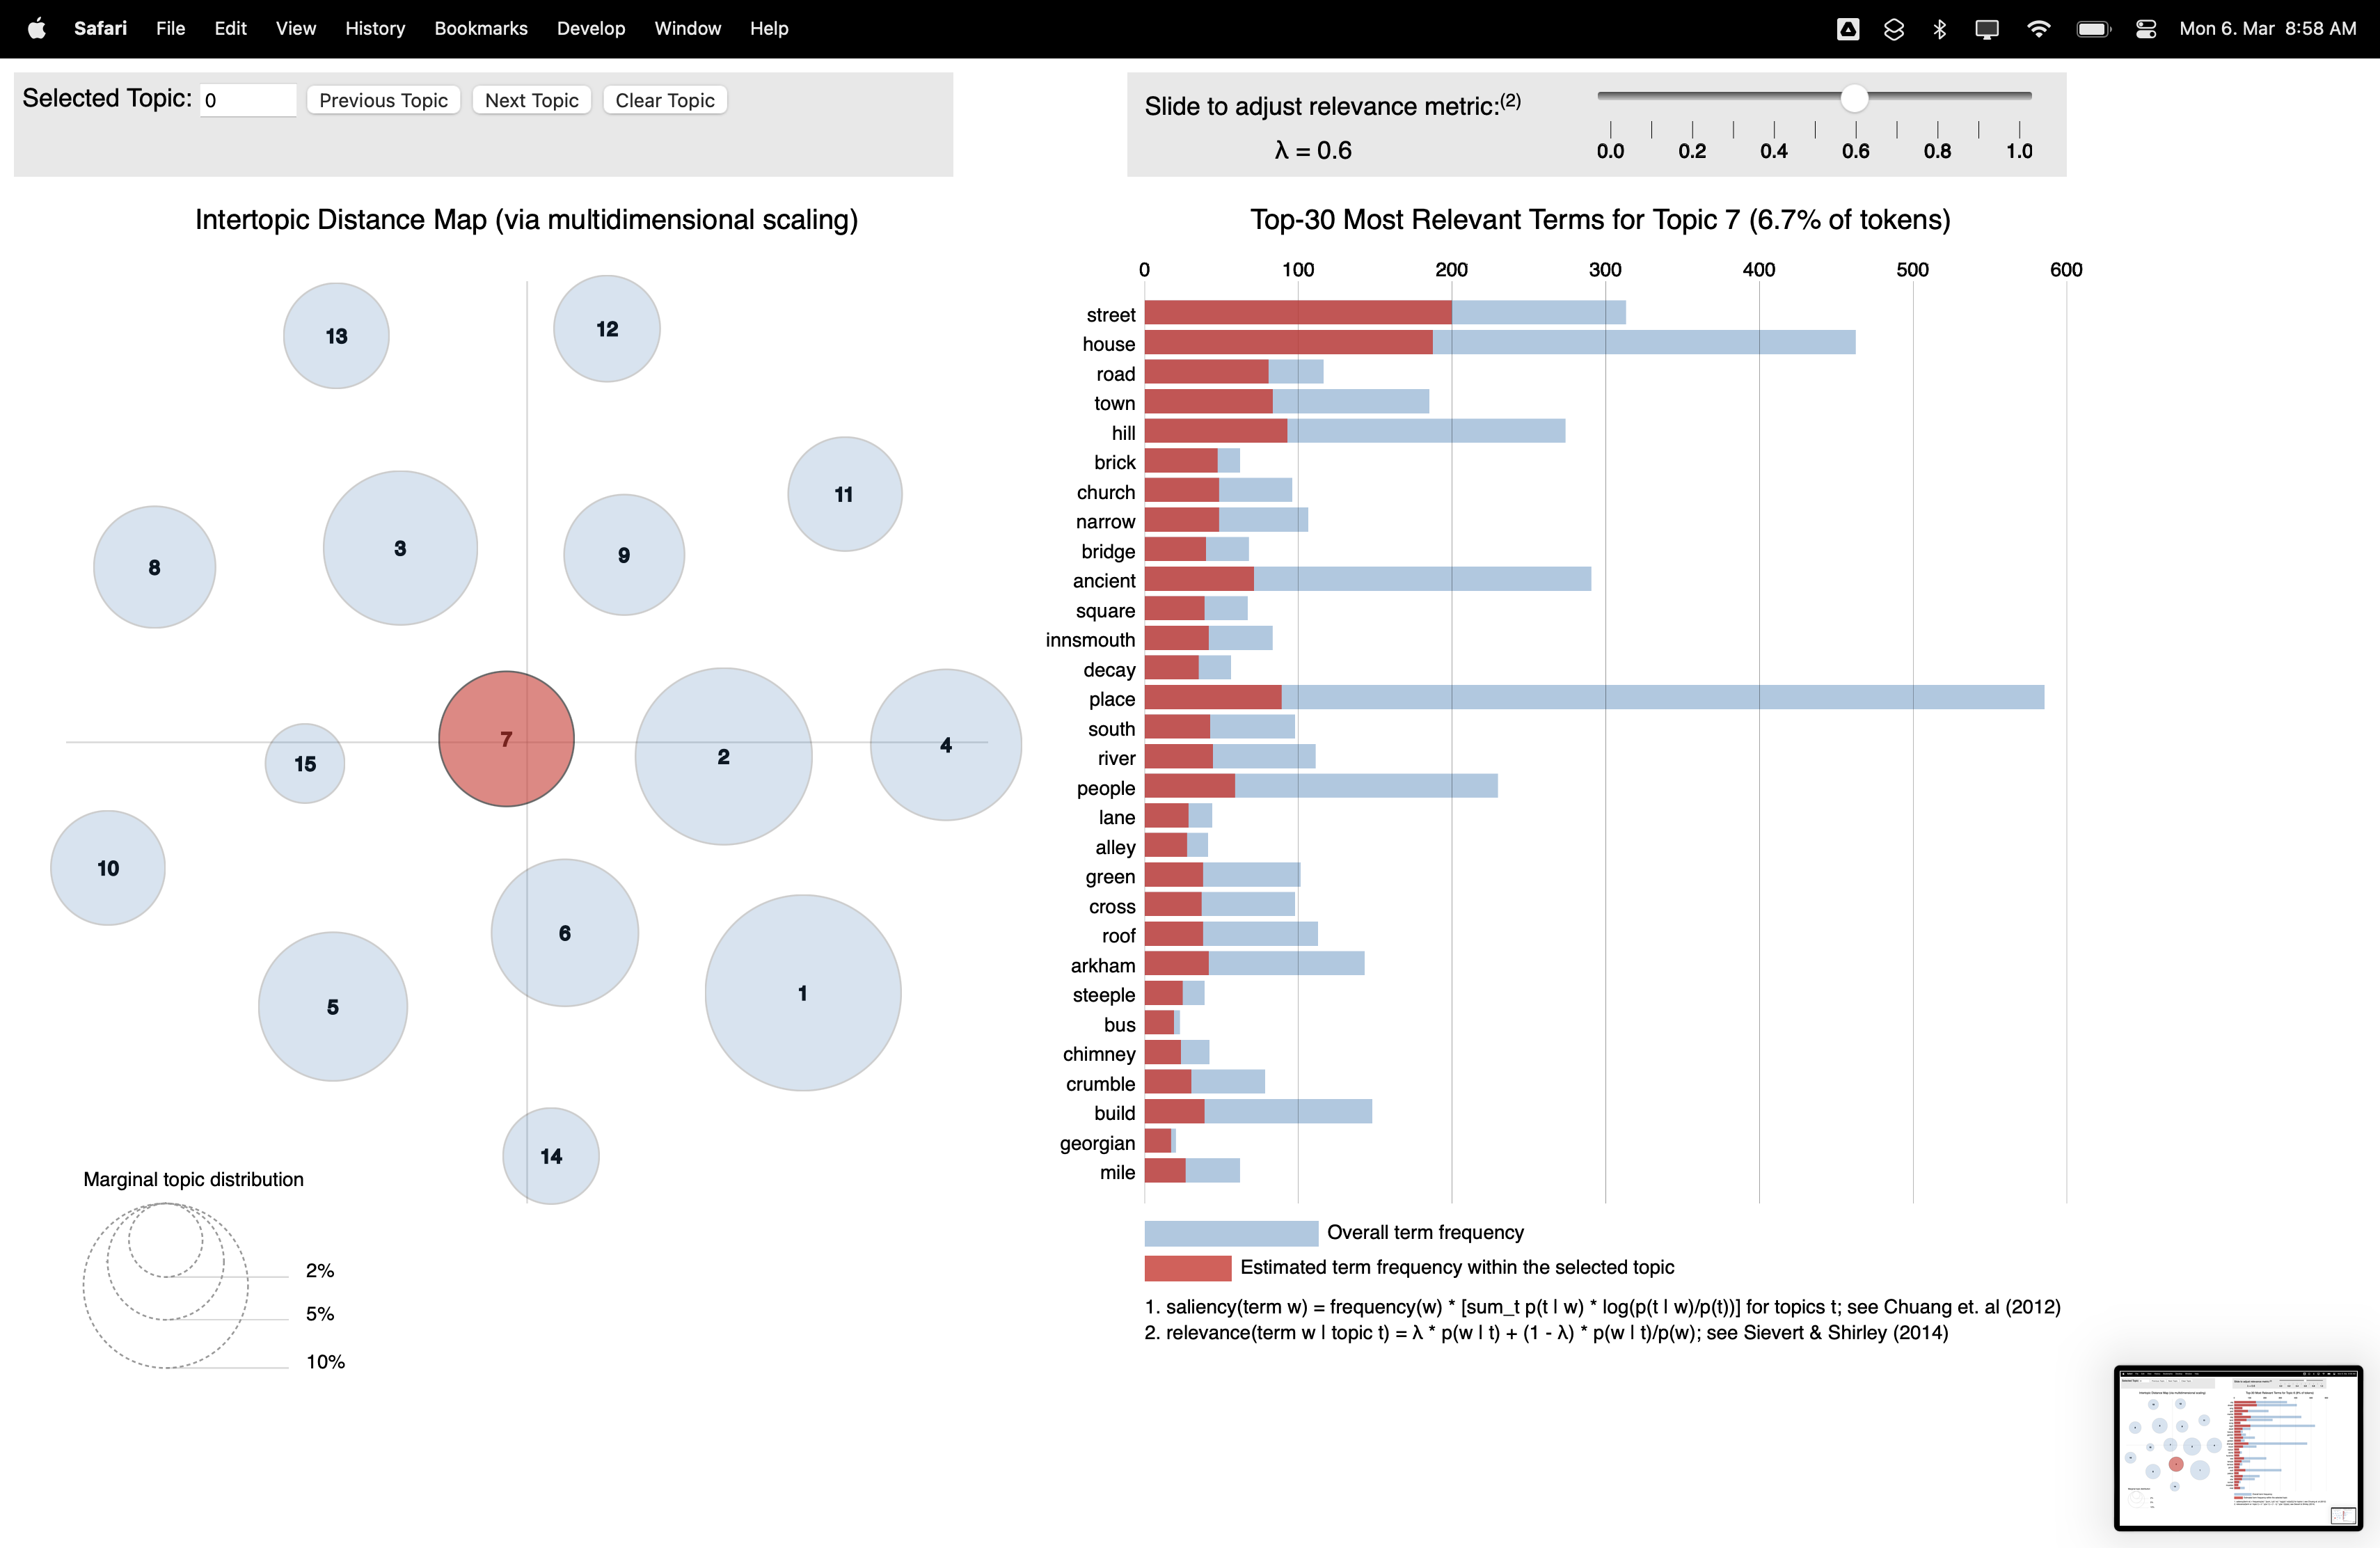 Safari File Edit View History Bookmarks Develop Window Help Mon 6. Mar 8:58 AM
Selected Topic: 0 Previous Topic Next Topic Clear Topic
Slide to adjust relevance metric:(2)
λ = 0.6
0.0 0.2 0.4 0.6 0.8 1.0
Intertopic Distance Map (via multidimensional scaling)
13
12
11
3
9
8
7
4
2
15
10
6
1
5
14
Marginal topic distribution
2%
5%
10%
Top-30 Most Relevant Terms for Topic 7 (6.7% of tokens)
0 100 200 300 400 500 600
street
house
road
town
hill
brick
church
narrow
bridge
ancient
square
innsmouth
decay
place
south
river
people
lane
alley
green
cross
roof
arkham
steeple
bus
chimney
crumble
build
georgian
mile
Overall term frequency
Estimated term frequency within the selected topic
1. saliency(term w) = frequency(w) * [sum_t p(t | w) * log(p(t | w)/p(t))] for topics t; see Chuang et. al (2012)
2. relevance(term w | topic t) = λ * p(w | t) + (1 - λ) * p(w | t)/p(w); see Sievert & Shirley (2014)